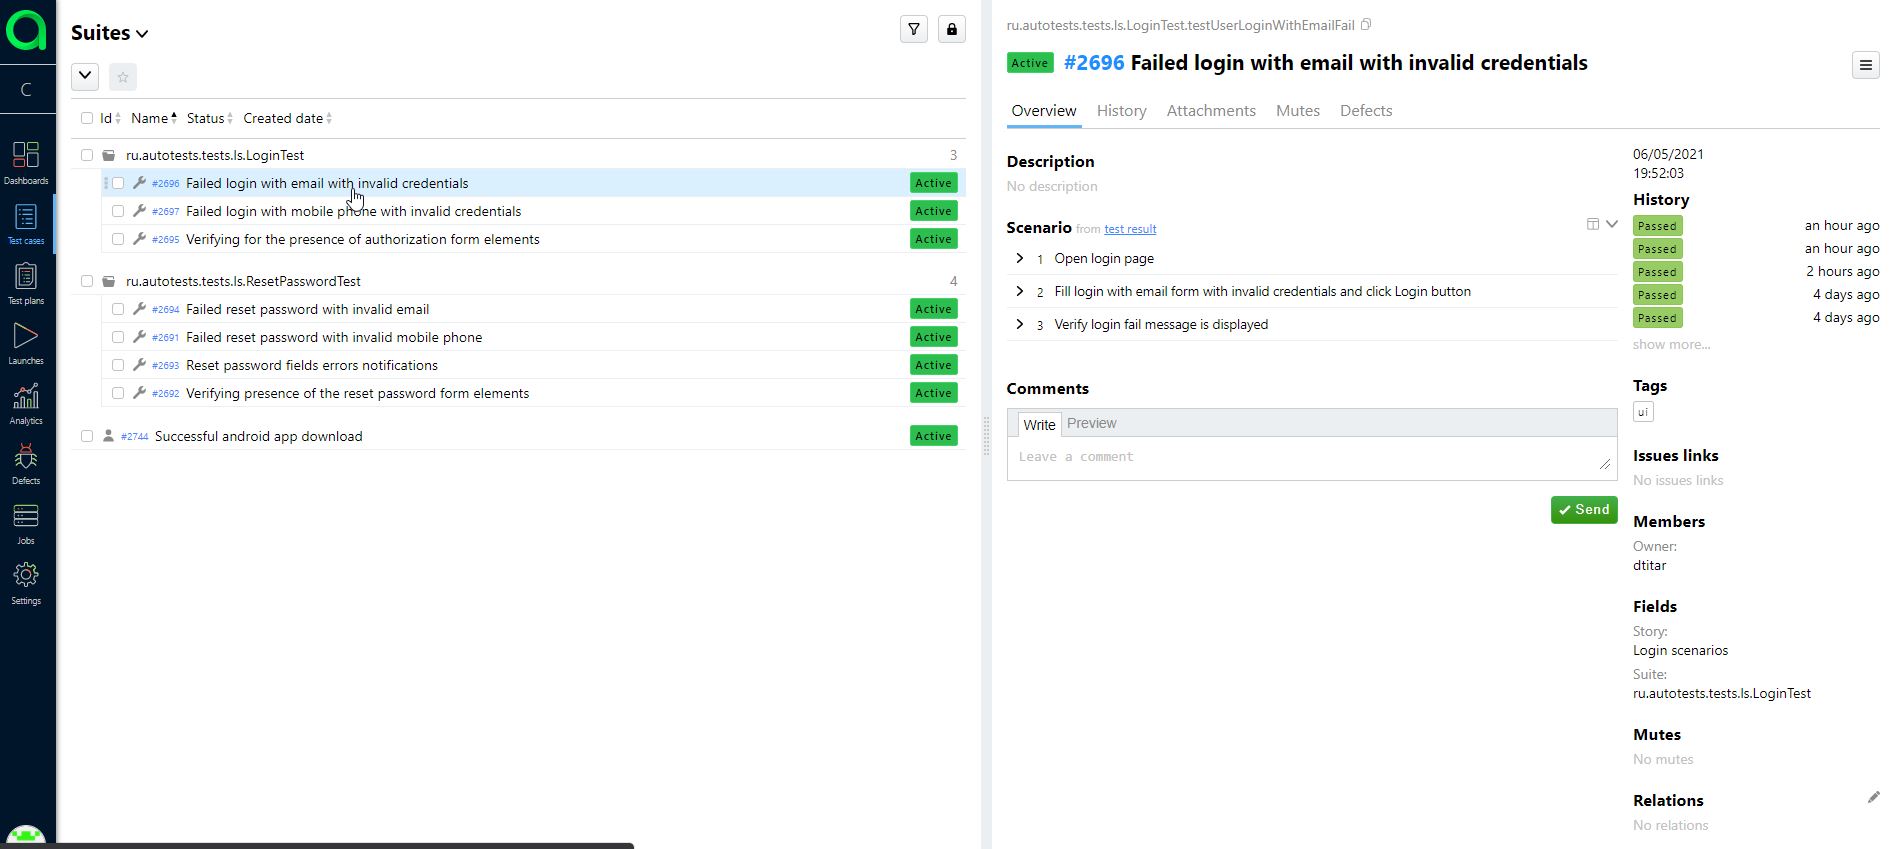 C
Dashboards
Test cases
Test plans
Launches
Analytics
Defects
Jobs
Settings
Suites
Id Name Status Created date
ru.autotests.tests.ls.LoginTest 3
#2696 Failed login with email with invalid credentials Active
#2697 Failed login with mobile phone with invalid credentials Active
#2695 Verifying for the presence of authorization form elements Active
ru.autotests.tests.ls.ResetPasswordTest 4
#2694 Failed reset password with invalid email Active
#2691 Failed reset password with invalid mobile phone Active
#2693 Reset password fields errors notifications Active
#2692 Verifying presence of the reset password form elements Active
#2744 Successful android app download Active
ru.autotests.tests.ls.LoginTest.testUserLoginWithEmailFail
Active #2696 Failed login with email with invalid credentials
Overview History Attachments Mutes Defects
Description
No description
Scenario from test result
1 Open login page
2 Fill login with email form with invalid credentials and click Login button
3 Verify login fail message is displayed
Comments
Write Preview
Leave a comment
Send
06/05/2021
19:52:03
History
Passed an hour ago
Passed an hour ago
Passed 2 hours ago
Passed 4 days ago
Passed 4 days ago
show more...
Tags
ui
Issues links
No issues links
Members
Owner:
dtitar
Fields
Story:
Login scenarios
Suite:
ru.autotests.tests.ls.LoginTest
Mutes
No mutes
Relations
No relations